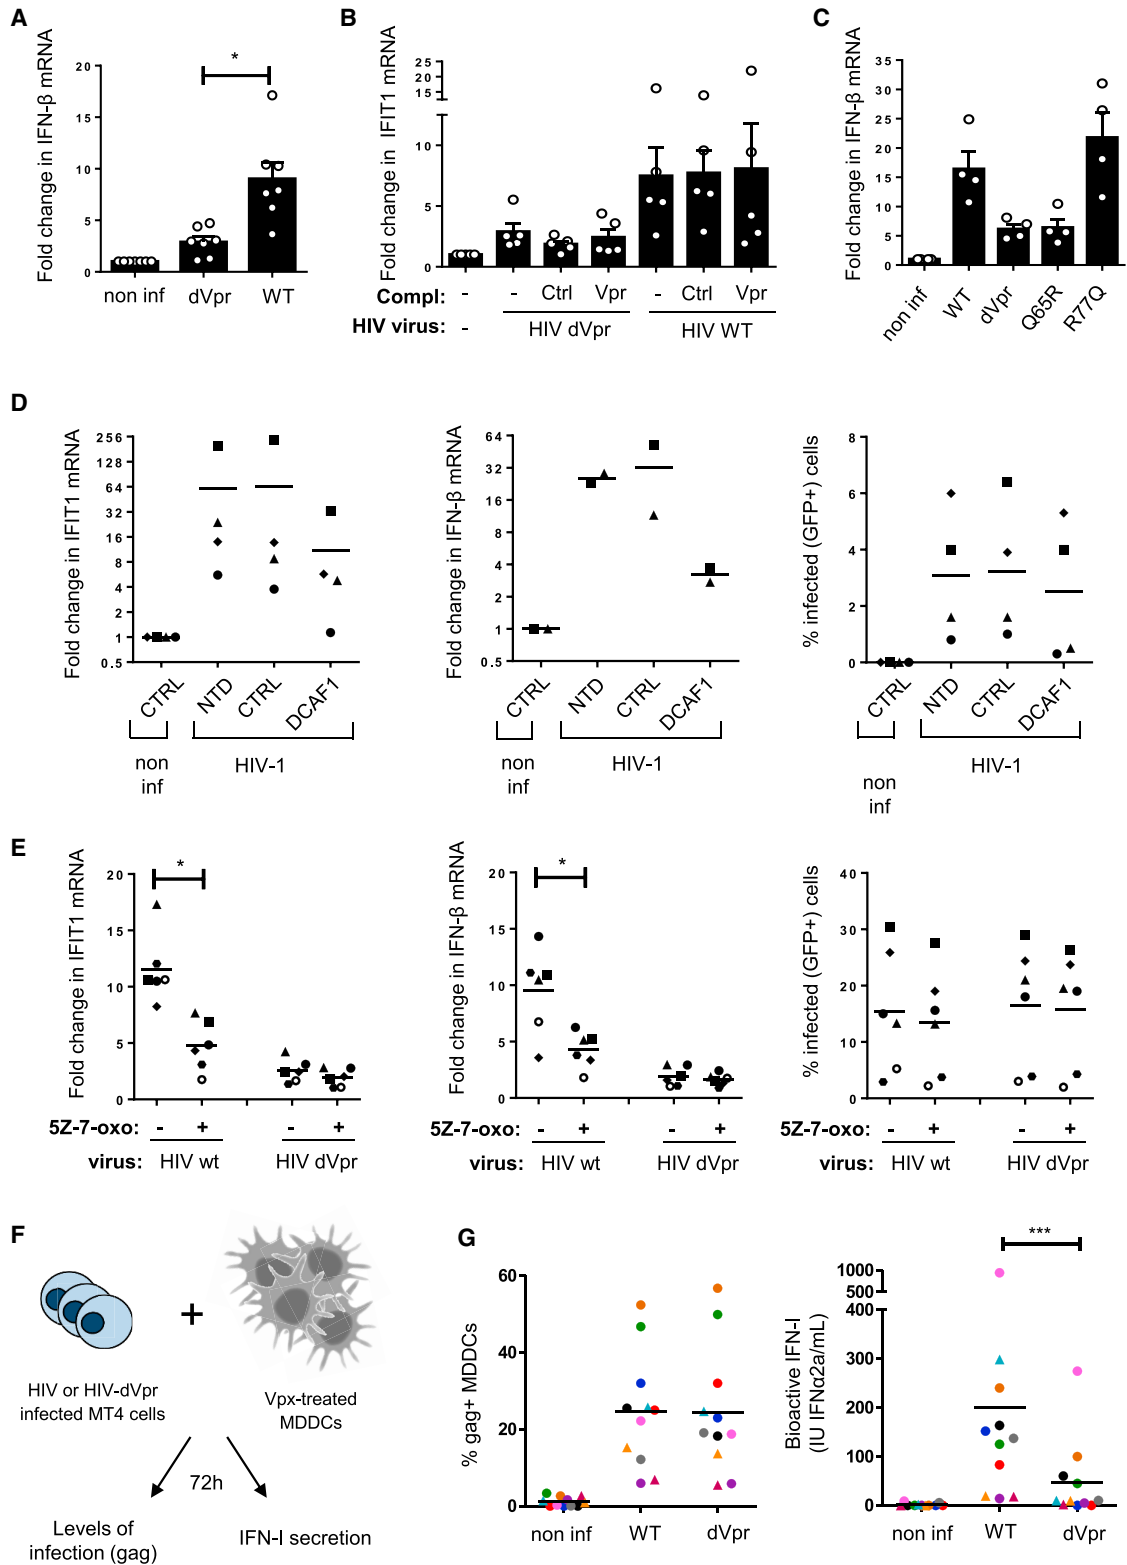 A
Fold change in IFN-β mRNA
20
15
10
5
0
*
non inf dVpr WT
B
Fold change in IFIT1 mRNA
25
20
15
10
5
0
Compl: - - Ctrl Vpr - Ctrl Vpr
HIV virus: - HIV dVpr HIV WT
C
Fold change in IFN-β mRNA
35
30
25
20
15
10
5
0
non inf WT dVpr Q65R R77Q
D
Fold change in IFIT1 mRNA
256
128
64
32
16
8
4
2
1
0.5
CTRL NTD CTRL DCAF1
non inf HIV-1
Fold change in IFN-β mRNA
64
32
16
8
4
2
1
0.5
CTRL NTD CTRL DCAF1
non inf HIV-1
% infected (GFP+) cells
8
6
4
2
0
CTRL NTD CTRL DCAF1
non inf HIV-1
E
Fold change in IFIT1 mRNA
20
15
10
5
0
*
5Z-7-oxo: - + - +
virus: HIV wt HIV dVpr
Fold change in IFN-β mRNA
20
15
10
5
0
*
5Z-7-oxo: - + - +
virus: HIV wt HIV dVpr
% infected (GFP+) cells
40
30
20
10
0
5Z-7-oxo: - + - +
virus: HIV wt HIV dVpr
F
+
HIV or HIV-dVpr
infected MT4 cells
Vpx-treated
MDDCs
72h
Levels of
infection (gag)
IFN-I secretion
G
% gag+ MDDCs
60
40
20
0
non inf WT dVpr
Bioactive IFN-I
(IU IFNα2a/mL)
1000
500
400
300
200
100
0
***
non inf WT dVpr